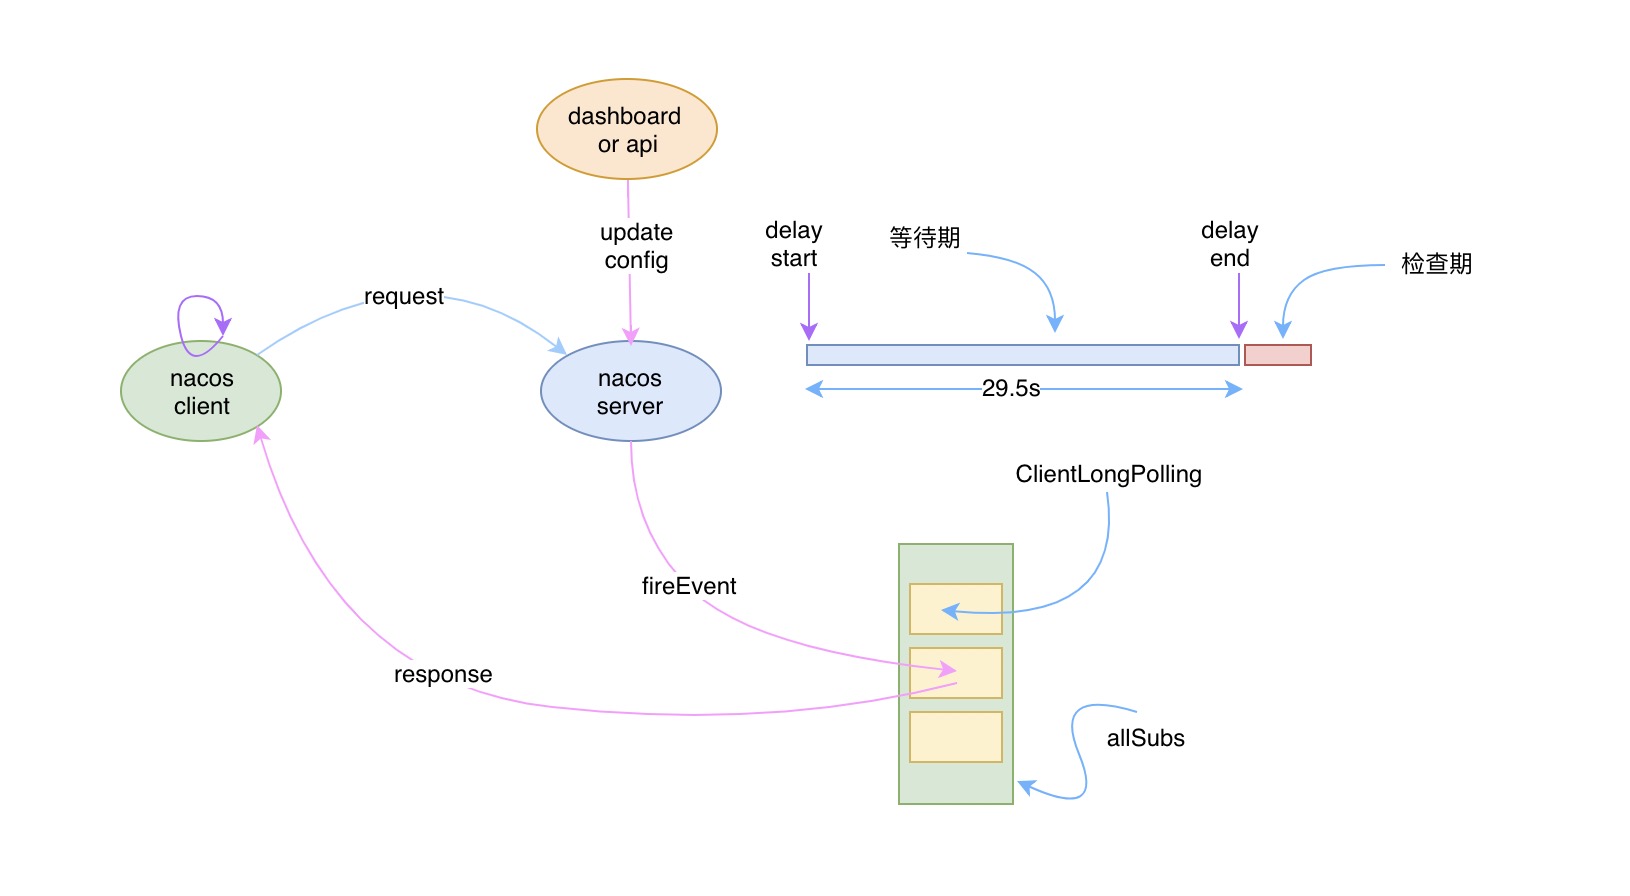 dashboard
or api
update
config
delay
start
等待期
delay
end
检查期
request
nacos
client
nacos
server
29.5s
ClientLongPolling
fireEvent
response
allSubs